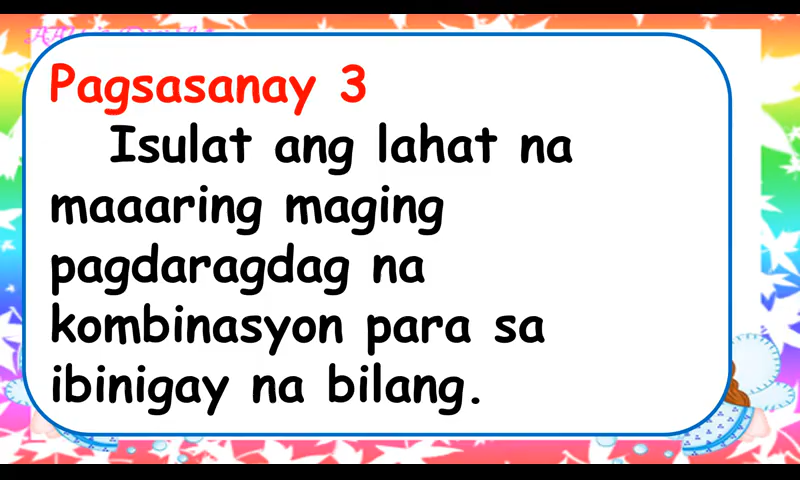 Pagsasanay 3
Isulat ang lahat na
maaaring maging
pagdaragdag na
kombinasyon para sa
ibinigay na bilang.